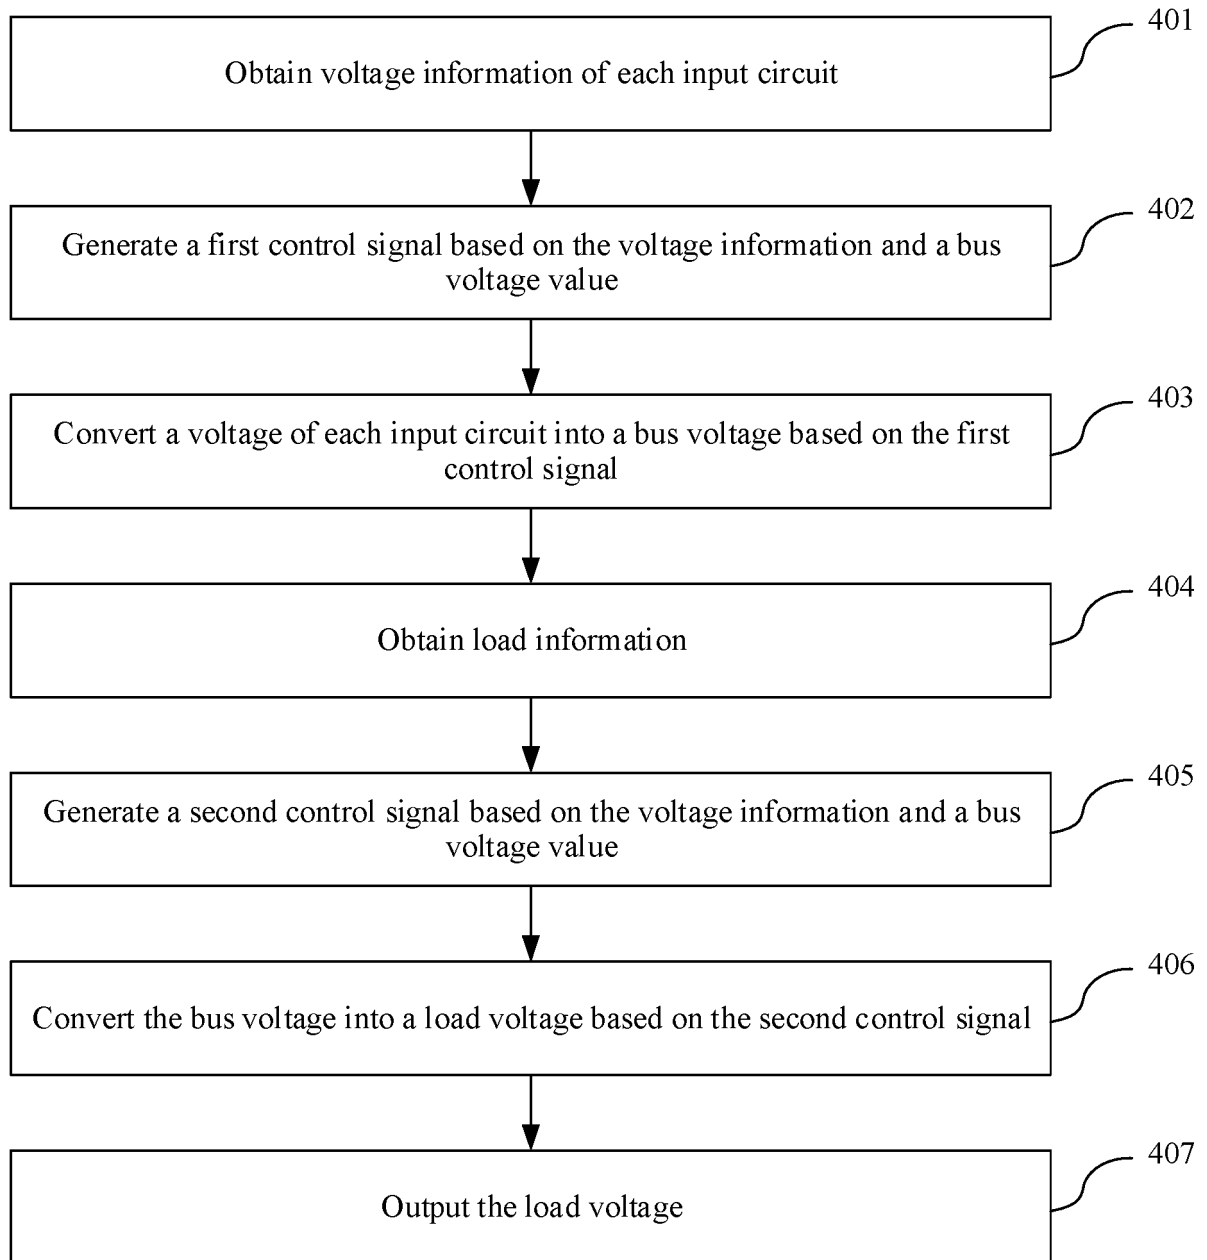 401
Obtain voltage information of each input circuit
402
Generate a first control signal based on the voltage information and a bus
voltage value
403
Convert a voltage of each input circuit into a bus voltage based on the first
control signal
404
Obtain load information
405
Generate a second control signal based on the voltage information and a bus
voltage value
406
Convert the bus voltage into a load voltage based on the second control signal
407
Output the load voltage